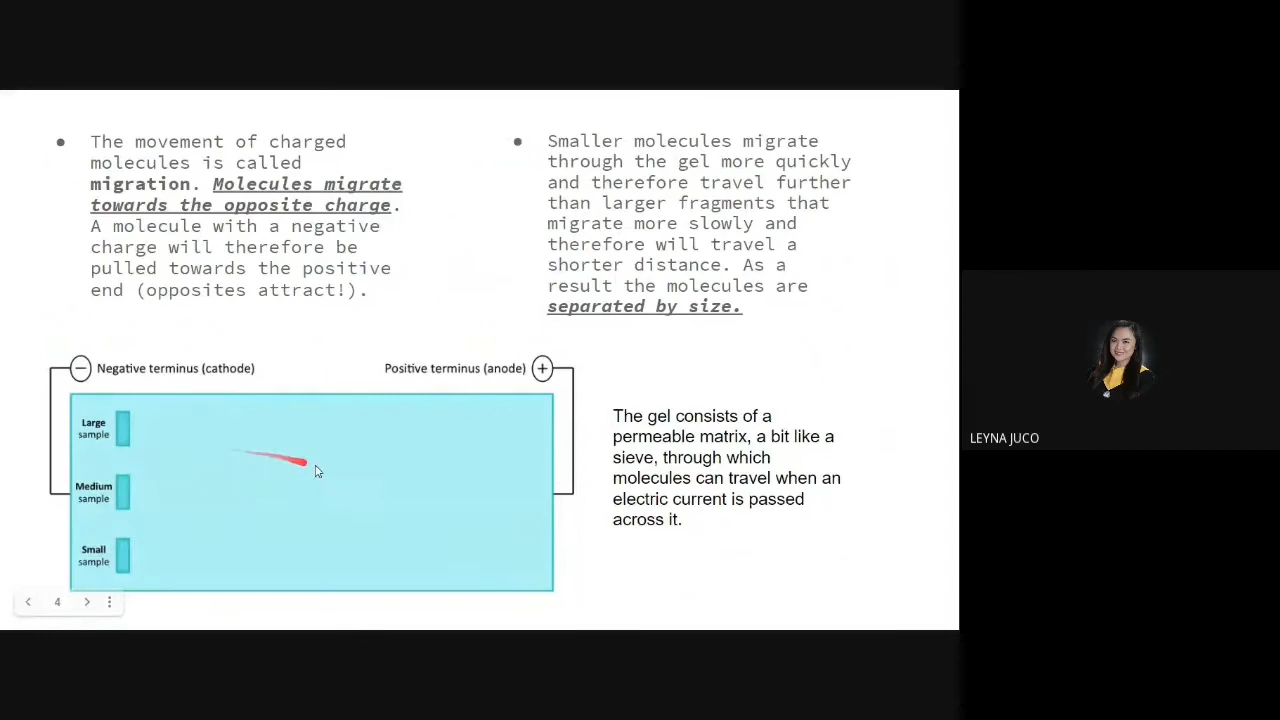 ● The movement of charged
molecules is called
migration. Molecules migrate
towards the opposite charge.
A molecule with a negative
charge will therefore be
pulled towards the positive
end (opposites attract!).
● Smaller molecules migrate
through the gel more quickly
and therefore travel further
than larger fragments that
migrate more slowly and
therefore will travel a
shorter distance. As a
result the molecules are
separated by size.
− Negative terminus (cathode)
Positive terminus (anode) +
Large
sample
Medium
sample
Small
sample
The gel consists of a
permeable matrix, a bit like a
sieve, through which
molecules can travel when an
electric current is passed
across it.
4
LEYNA JUCO